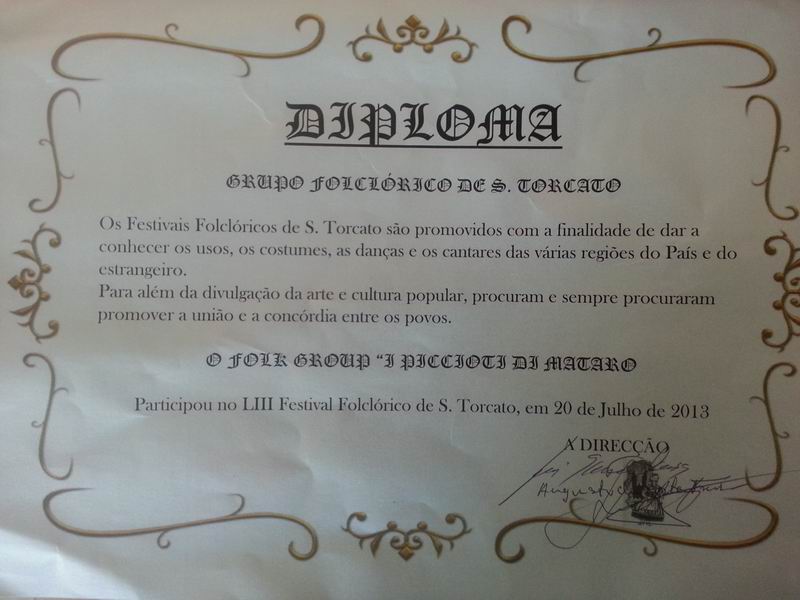 DIPLOMA
GRUPO FOLCLÓRICO DE S. TORCATO
Os Festivais Folclóricos de S. Torcato são promovidos com a finalidade de dar a
conhecer os usos, os costumes, as danças e os cantares das várias regiões do País e do
estrangeiro.
Para além da divulgação da arte e cultura popular, procuram e sempre procuraram
promover a união e a concórdia entre os povos.
O FOLK GROUP “I PICCIOTI DI MATARO
Participou no LIII Festival Folclórico de S. Torcato, em 20 de Julho de 2013
A DIRECÇÃO
Augusto